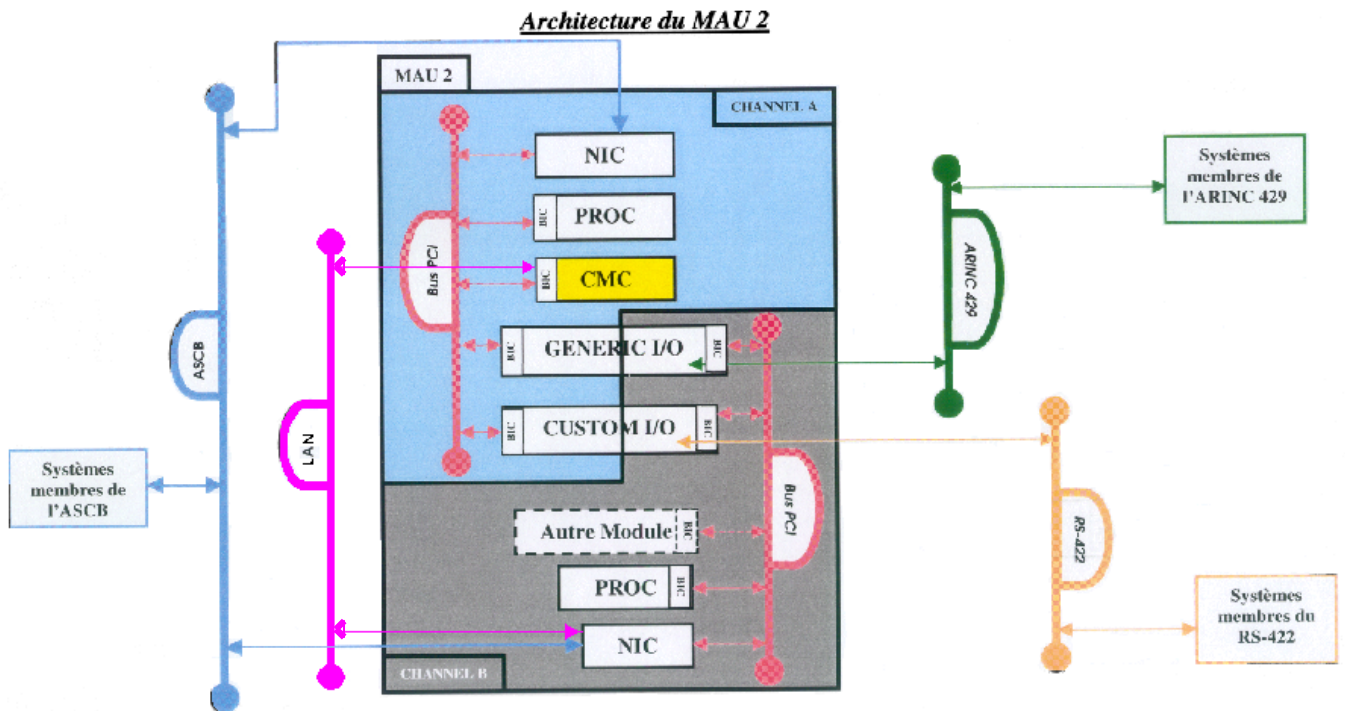 Architecture du MAU 2
MAU 2
CHANNEL A
NIC
BIC
PROC
BIC
CMC
Bus PCI
BIC
GENERIC I/O
BIC
BIC
CUSTOM I/O
BIC
Autre Module
BIC
PROC
BIC
NIC
Bus PCI
CHANNEL B
ASCB
LAN
Systèmes
membres de
l'ASCB
ARINC 429
Systèmes
membres de
l'ARINC 429
RS-422
Systèmes
membres du
RS-422